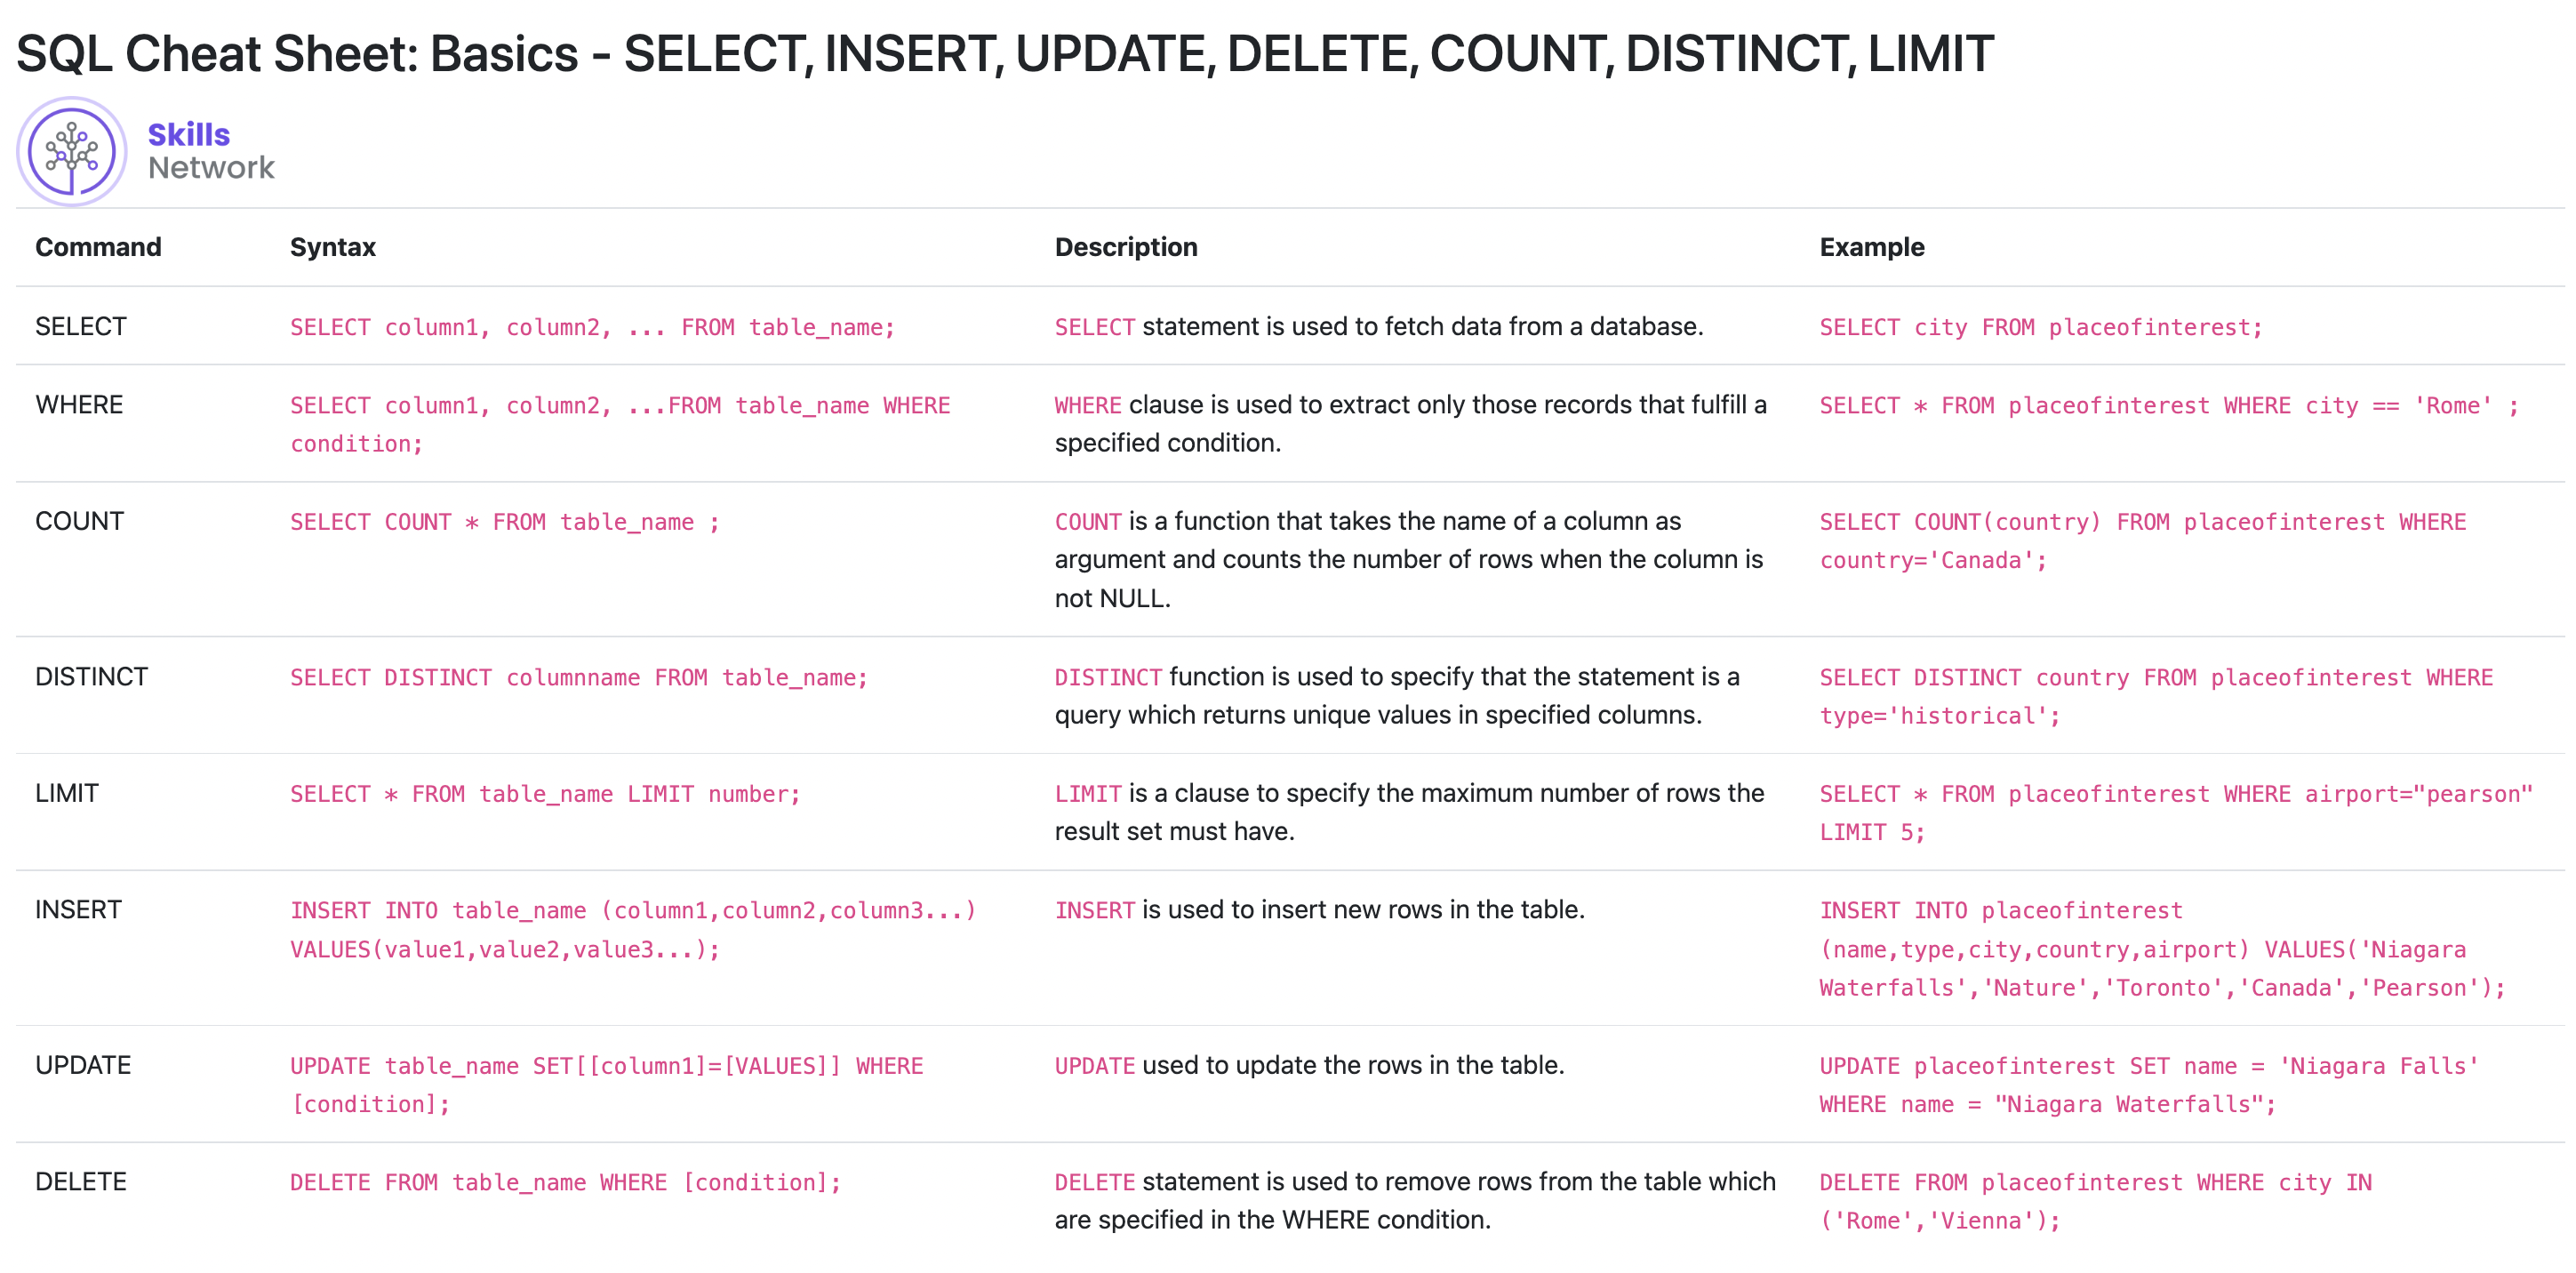 SQL Cheat Sheet: Basics - SELECT, INSERT, UPDATE, DELETE, COUNT, DISTINCT, LIMIT
Skills
Network
Command Syntax Description Example
SELECT SELECT column1, column2, ... FROM table_name; SELECT statement is used to fetch data from a database. SELECT city FROM placeofinterest;
WHERE SELECT column1, column2, ...FROM table_name WHERE WHERE clause is used to extract only those records that fulfill a SELECT * FROM placeofinterest WHERE city == 'Rome' ;
condition; specified condition.
COUNT SELECT COUNT * FROM table_name ; COUNT is a function that takes the name of a column as SELECT COUNT(country) FROM placeofinterest WHERE
argument and counts the number of rows when the column is country='Canada';
not NULL.
DISTINCT SELECT DISTINCT columnname FROM table_name; DISTINCT function is used to specify that the statement is a SELECT DISTINCT country FROM placeofinterest WHERE
query which returns unique values in specified columns. type='historical';
LIMIT SELECT * FROM table_name LIMIT number; LIMIT is a clause to specify the maximum number of rows the SELECT * FROM placeofinterest WHERE airport="pearson"
result set must have. LIMIT 5;
INSERT INSERT INTO table_name (column1,column2,column3...) INSERT is used to insert new rows in the table. INSERT INTO placeofinterest
VALUES(value1,value2,value3...); (name,type,city,country,airport) VALUES('Niagara
Waterfalls','Nature','Toronto','Canada','Pearson');
UPDATE UPDATE table_name SET[[column1]=[VALUES]] WHERE UPDATE used to update the rows in the table. UPDATE placeofinterest SET name = 'Niagara Falls'
[condition]; WHERE name = "Niagara Waterfalls";
DELETE DELETE FROM table_name WHERE [condition]; DELETE statement is used to remove rows from the table which DELETE FROM placeofinterest WHERE city IN
are specified in the WHERE condition. ('Rome','Vienna');